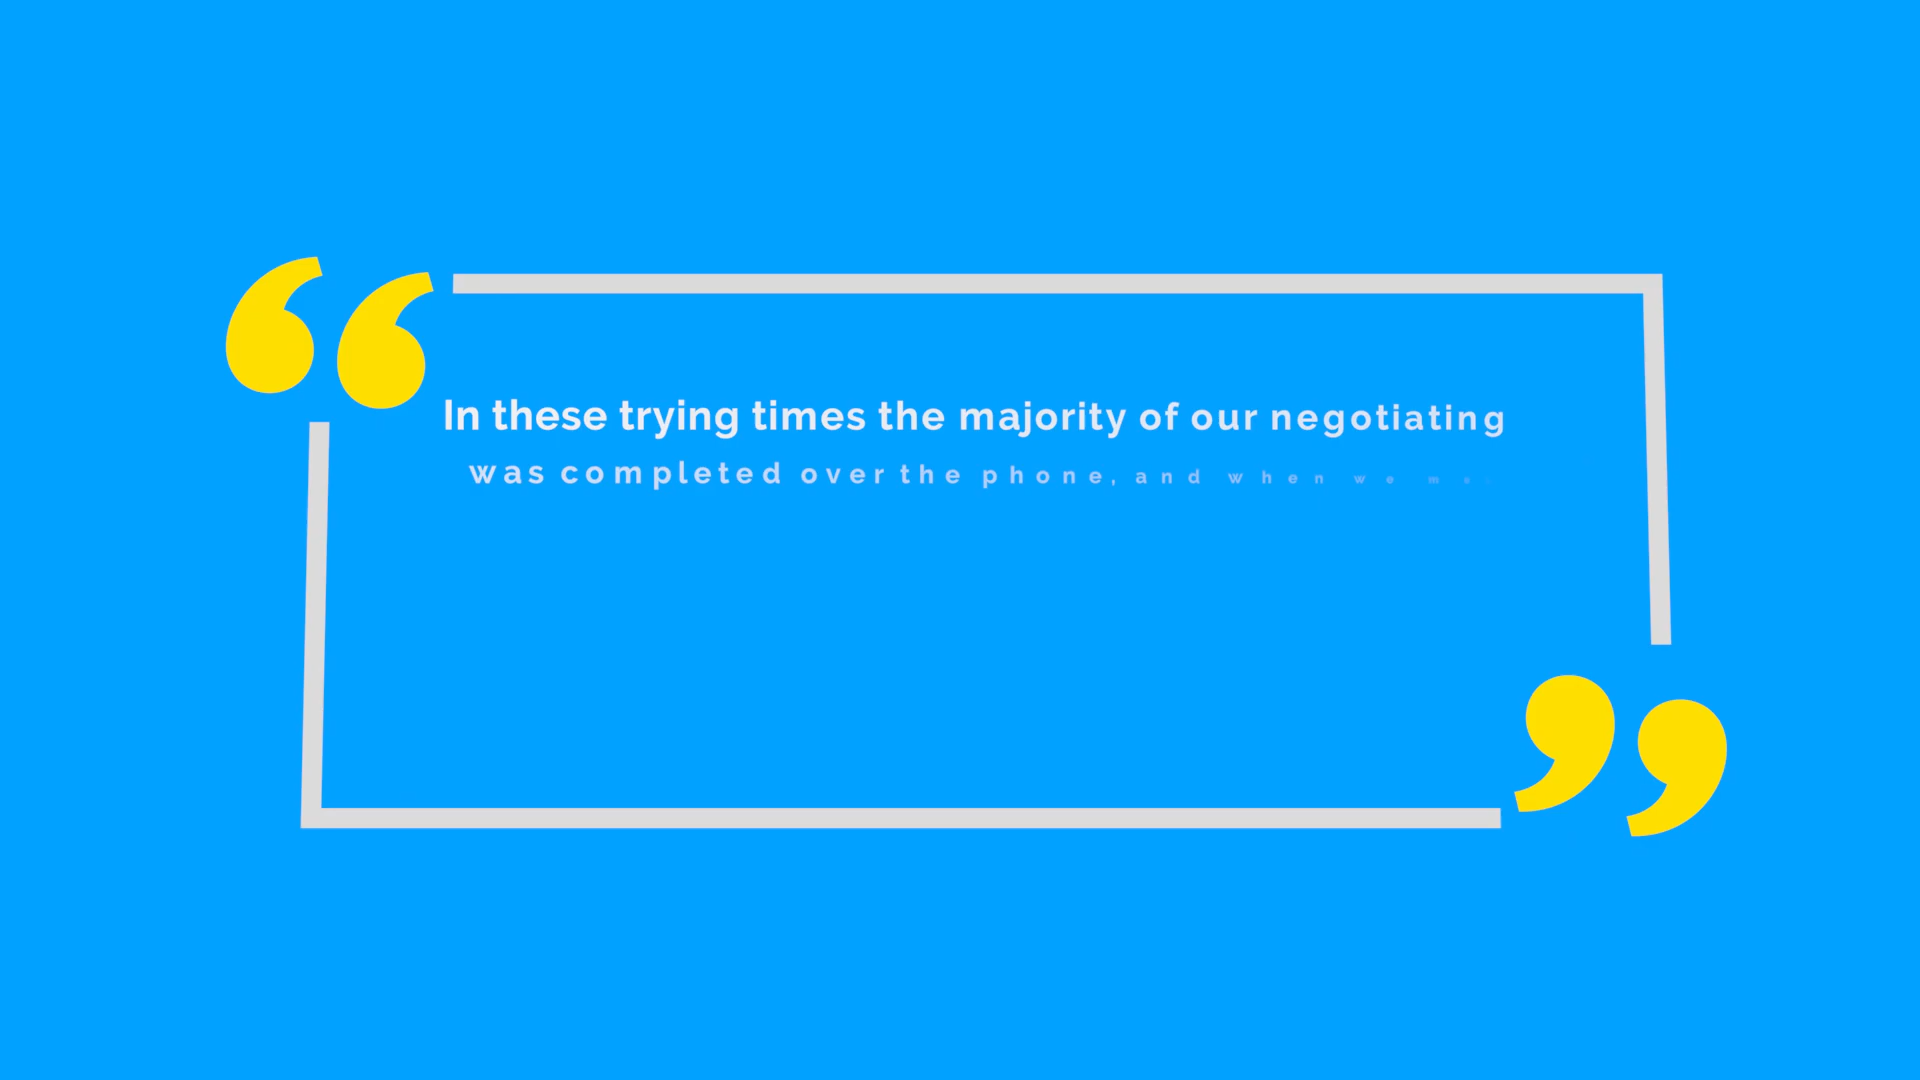 In these trying times the majority of our negotiating
was completed over the phone, and when we